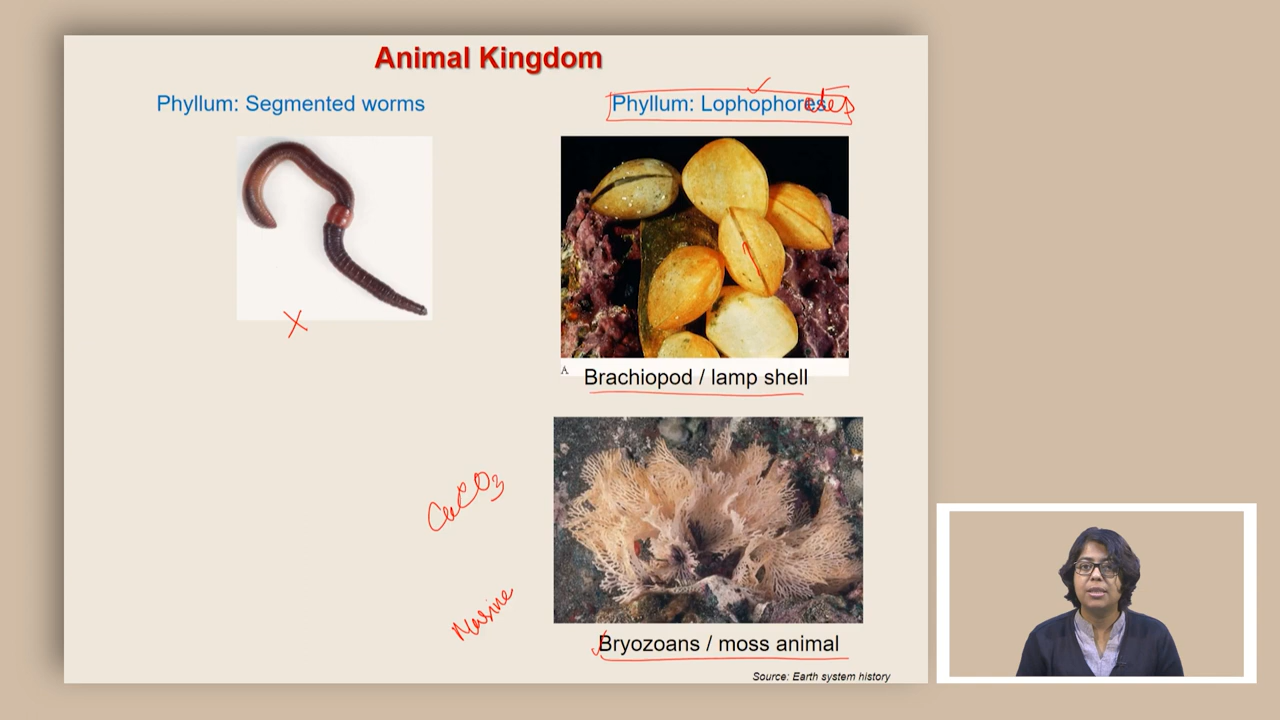 Animal Kingdom
Phyllum: Segmented worms
Phyllum: Lophophores
X
A
Brachiopod / lamp shell
CaCO3
Marine
Bryozoans / moss animal
Source: Earth system history